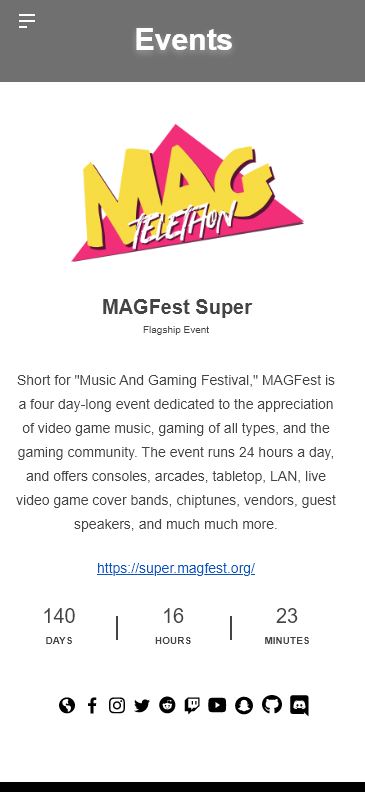 Events
MAG
TELETHON
MAGFest Super
Flagship Event
Short for "Music And Gaming Festival," MAGFest is
a four day-long event dedicated to the appreciation
of video game music, gaming of all types, and the
gaming community. The event runs 24 hours a day,
and offers consoles, arcades, tabletop, LAN, live
video game cover bands, chiptunes, vendors, guest
speakers, and much much more.
https://super.magfest.org/
140 16 23
DAYS HOURS MINUTES